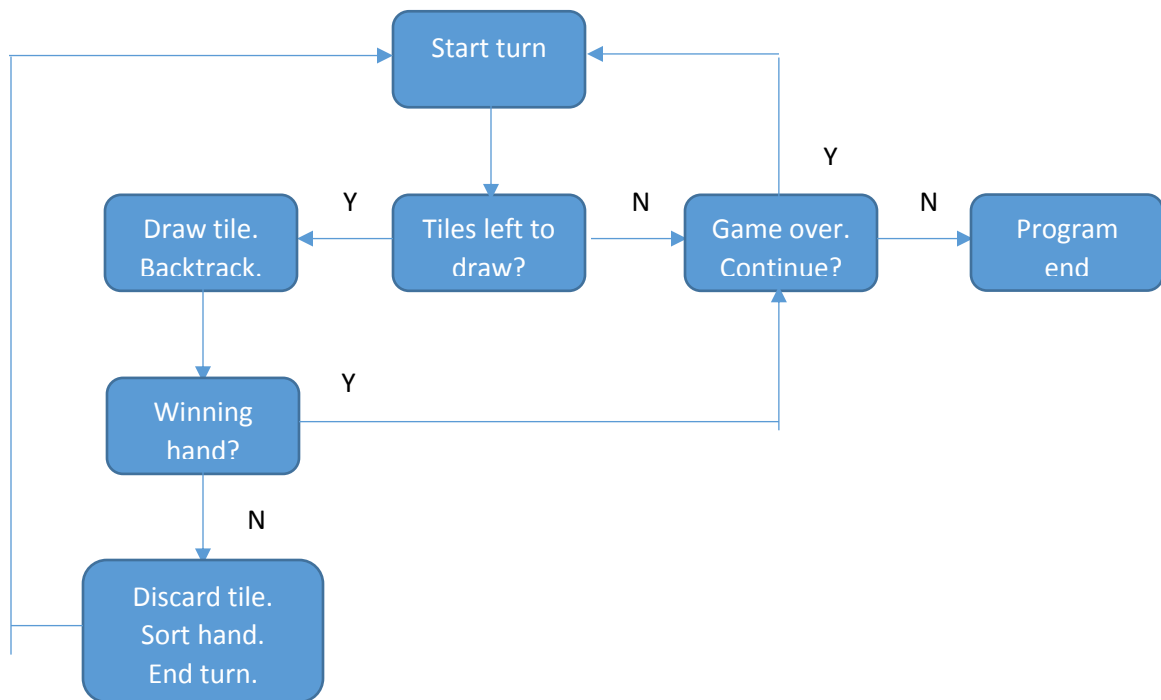 Start turn
Y
Y
N
N
Draw tile.
Backtrack.
Tiles left to
draw?
Game over.
Continue?
Program
end
Y
Winning
hand?
N
Discard tile.
Sort hand.
End turn.